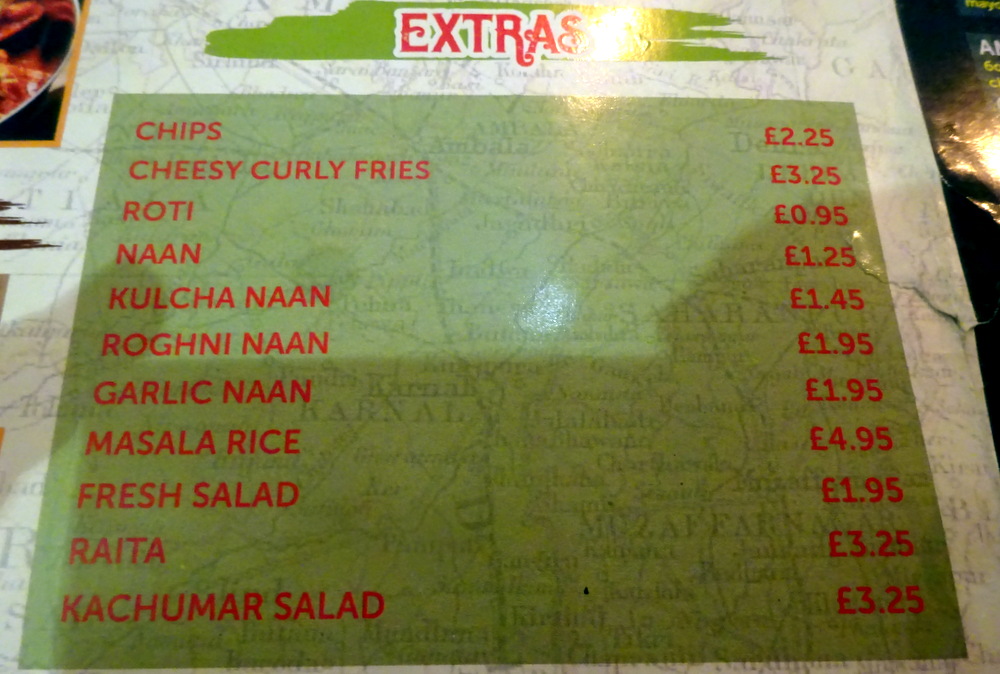 EXTRAS
CHIPS £2.25
CHEESY CURLY FRIES £3.25
ROTI £0.95
NAAN £1.25
KULCHA NAAN £1.45
ROGHNI NAAN £1.95
GARLIC NAAN £1.95
MASALA RICE £4.95
FRESH SALAD £1.95
RAITA £3.25
KACHUMAR SALAD £3.25